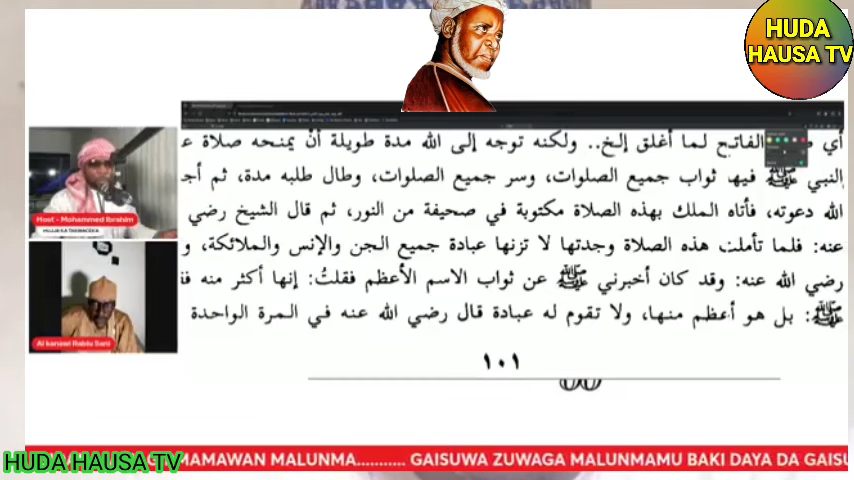 HUDA
HAUSA TV
أي الفاتح لما أغلق إلخ.. ولكنه توجه إلى الله مدة طويلة أنْ يمنحه صلاة ع
النبي ﷺ فيها ثواب جميع الصلوات، وسر جميع الصلوات، وطال طلبه مدة، ثم أجـ
الله دعوته، فأتاه الملك بهذه الصلاة مكتوبة في صحيفة من النور، ثم قال الشيخ رضي
عنه: فلما تأملت هذه الصلاة وجدتها لا تزنها عبادة جميع الجن والإنس والملائكة، و
رضي الله عنه: وقد كان أخبرني ﷺ عن ثواب الاسم الأعظم فقلتُ: إنها أكثر منه فق
ﷺ: بل هو أعظم منها، ولا تقوم له عبادة قال رضي الله عنه في المرة الواحدة
١٠١
Host - Mohammed Ibrahim
Al kanawi Rabiu Sani
HUDA HAUSA TV
MAMAWAN MALUNMA........... GAISUWA ZUWAGA MALUNMAMU BAKI DAYA DA GAISU